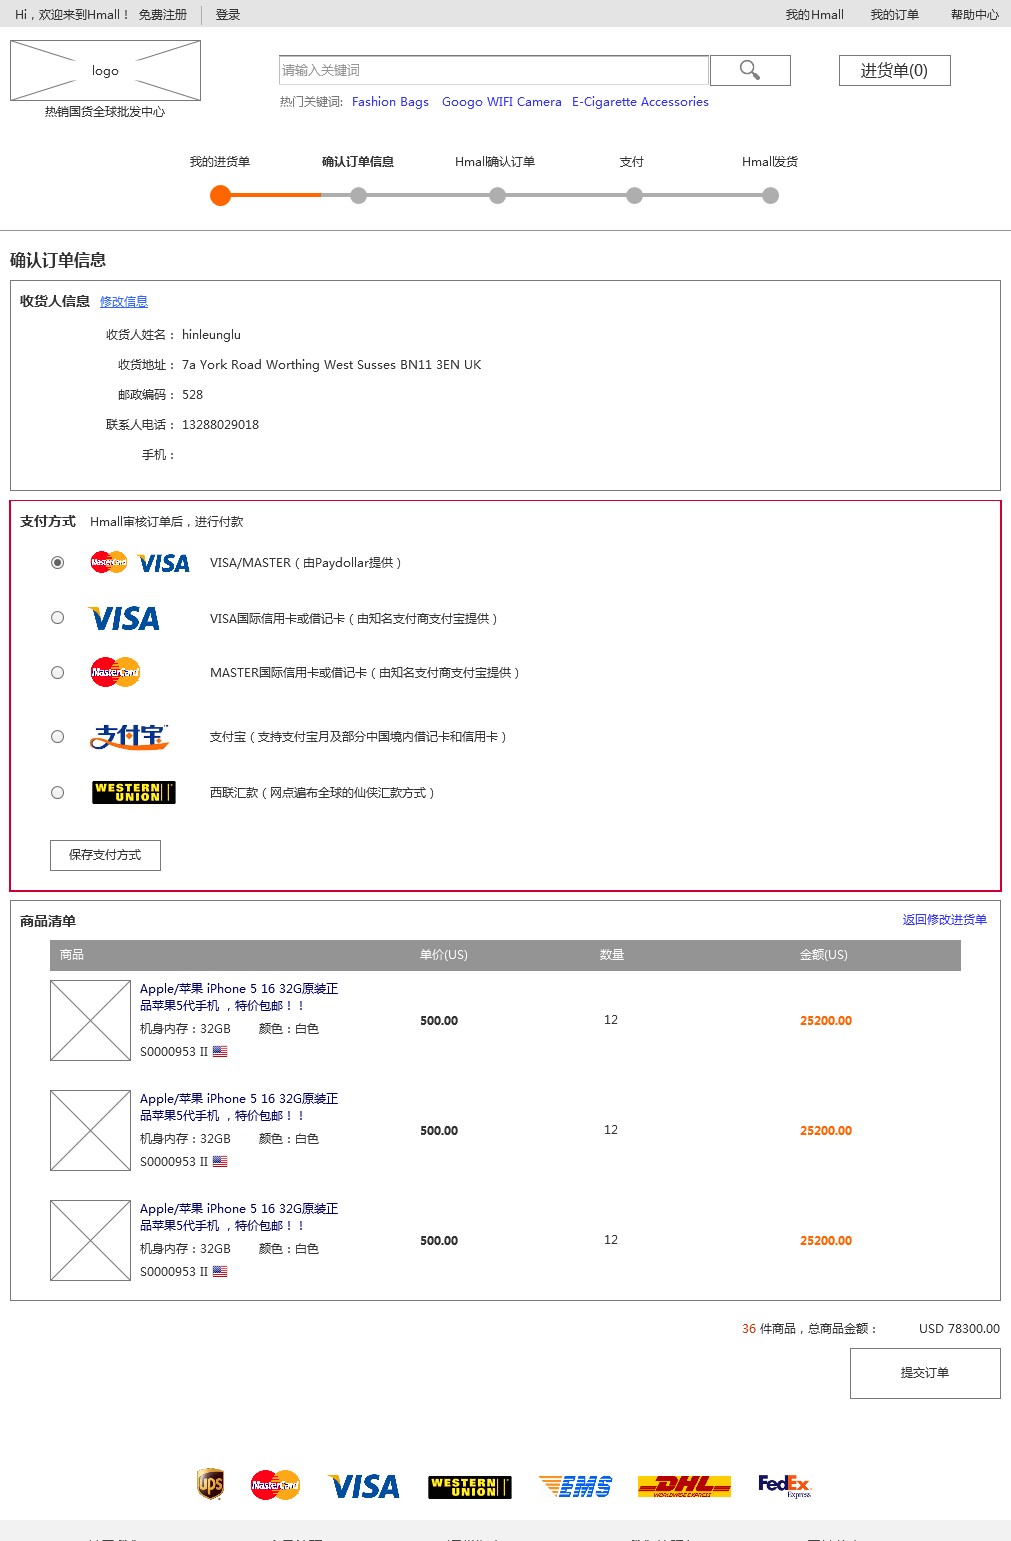 Hi，欢迎来到Hmall！ 免费注册 登录 我的Hmall 我的订单 帮助中心
logo
热销国货全球批发中心
请输入关键词
进货单(0)
热门关键词: Fashion Bags Googo WIFI Camera E-Cigarette Accessories
我的进货单 确认订单信息 Hmall确认订单 支付 Hmall发货
确认订单信息
收货人信息 修改信息
收货人姓名： hinleunglu
收货地址： 7a York Road Worthing West Susses BN11 3EN UK
邮政编码： 528
联系人电话： 13288029018
手机：
支付方式 Hmall审核订单后，进行付款
MasterCard VISA VISA/MASTER（由Paydollar提供）
VISA VISA国际信用卡或借记卡（由知名支付商支付宝提供）
MasterCard MASTER国际信用卡或借记卡（由知名支付商支付宝提供）
支付宝 支付宝（支持支付宝月及部分中国境内借记卡和信用卡）
WESTERN UNION 西联汇款（网点遍布全球的仙侠汇款方式）
保存支付方式
商品清单 返回修改进货单
商品 单价(US) 数量 金额(US)
Apple/苹果 iPhone 5 16 32G原装正
品苹果5代手机 ，特价包邮！！
机身内存：32GB 颜色：白色
S0000953 II
500.00 12 25200.00
Apple/苹果 iPhone 5 16 32G原装正
品苹果5代手机 ，特价包邮！！
机身内存：32GB 颜色：白色
S0000953 II
500.00 12 25200.00
Apple/苹果 iPhone 5 16 32G原装正
品苹果5代手机 ，特价包邮！！
机身内存：32GB 颜色：白色
S0000953 II
500.00 12 25200.00
36 件商品，总商品金额： USD 78300.00
提交订单
UPS MasterCard VISA WESTERN UNION EMS DHL WORLDWIDE EXPRESS FedEx Express